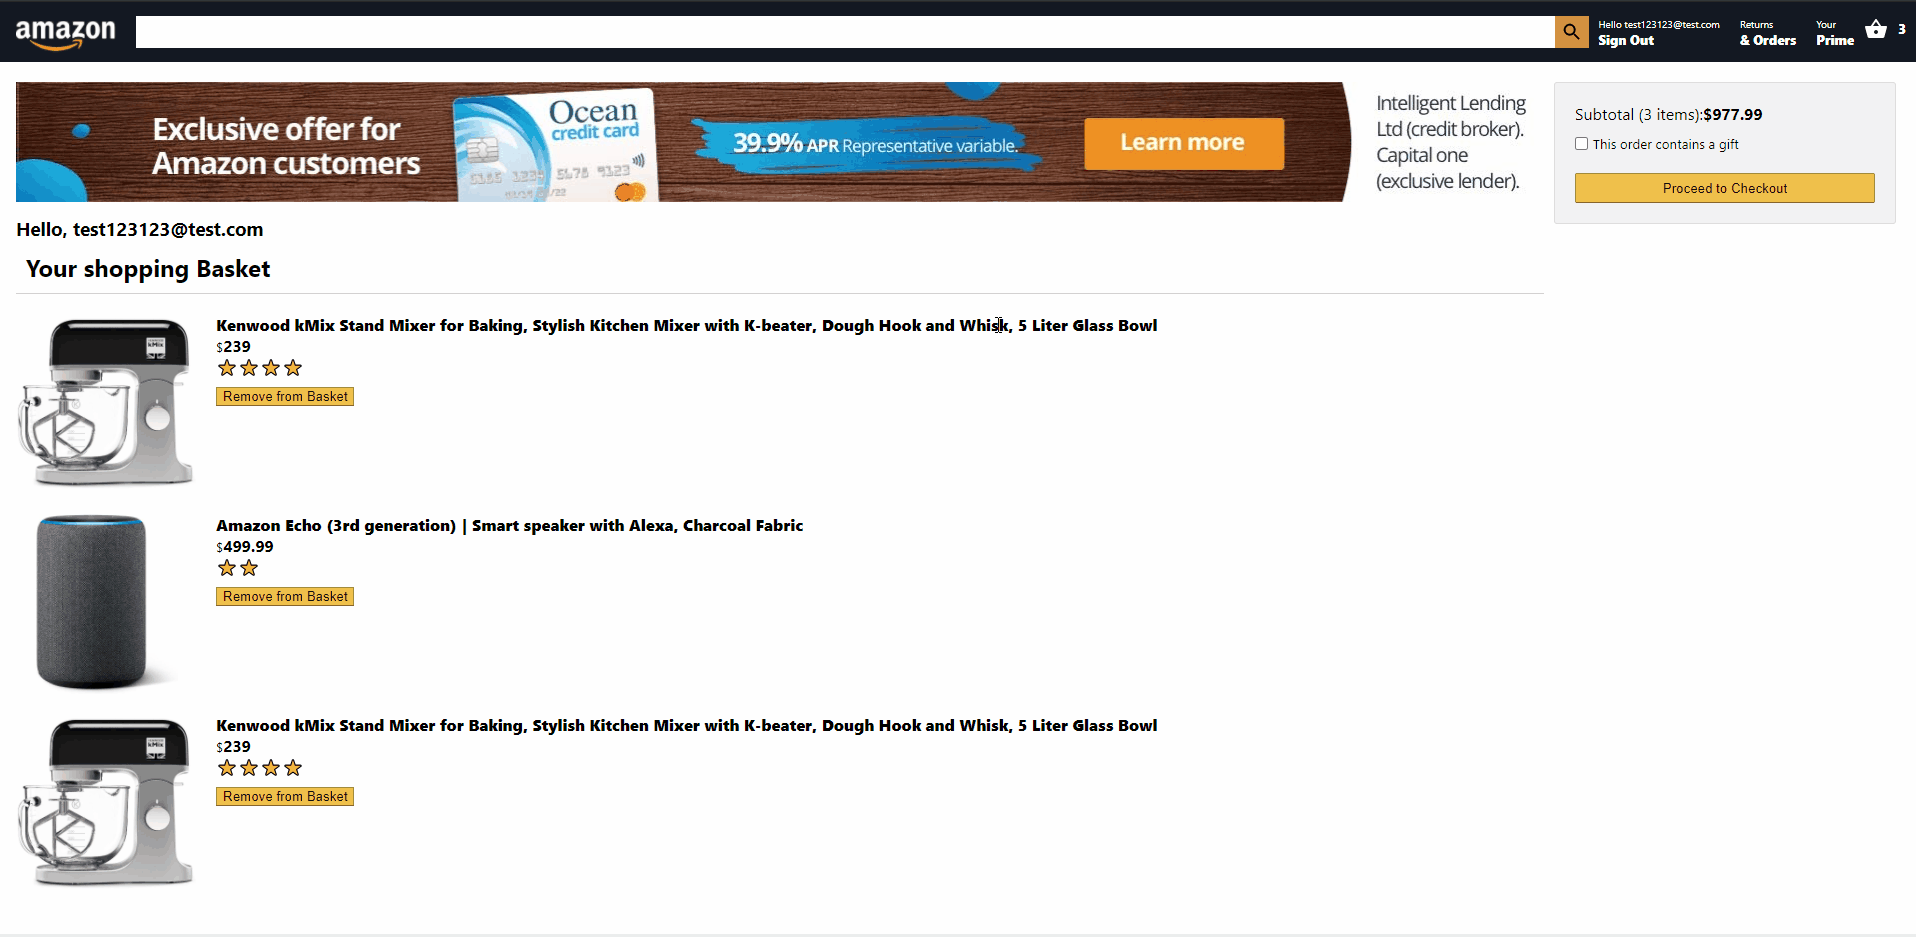 amazon
Hello test123123@test.com
Sign Out
Returns
& Orders
Your
Prime
3
Exclusive offer for
Amazon customers
Ocean
credit card
39.9% APR Representative variable.
Learn more
Intelligent Lending
Ltd (credit broker).
Capital one
(exclusive lender).
Subtotal (3 items):$977.99
This order contains a gift
Proceed to Checkout
Hello, test123123@test.com
Your shopping Basket
Kenwood kMix Stand Mixer for Baking, Stylish Kitchen Mixer with K-beater, Dough Hook and Whisk, 5 Liter Glass Bowl
$239
Remove from Basket
Amazon Echo (3rd generation) | Smart speaker with Alexa, Charcoal Fabric
$499.99
Remove from Basket
Kenwood kMix Stand Mixer for Baking, Stylish Kitchen Mixer with K-beater, Dough Hook and Whisk, 5 Liter Glass Bowl
$239
Remove from Basket